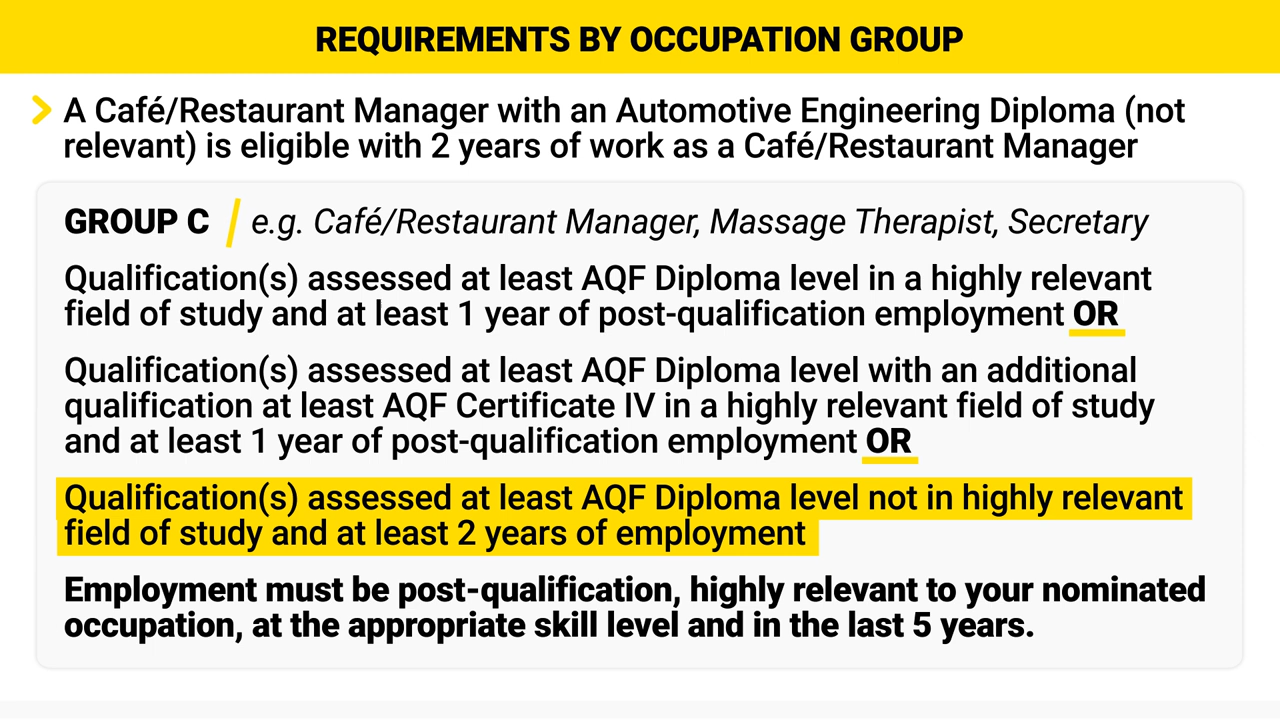 REQUIREMENTS BY OCCUPATION GROUP
A Café/Restaurant Manager with an Automotive Engineering Diploma (not
relevant) is eligible with 2 years of work as a Café/Restaurant Manager
GROUP C / e.g. Café/Restaurant Manager, Massage Therapist, Secretary
Qualification(s) assessed at least AQF Diploma level in a highly relevant
field of study and at least 1 year of post-qualification employment OR
Qualification(s) assessed at least AQF Diploma level with an additional
qualification at least AQF Certificate IV in a highly relevant field of study
and at least 1 year of post-qualification employment OR
Qualification(s) assessed at least AQF Diploma level not in highly relevant
field of study and at least 2 years of employment
Employment must be post-qualification, highly relevant to your nominated
occupation, at the appropriate skill level and in the last 5 years.